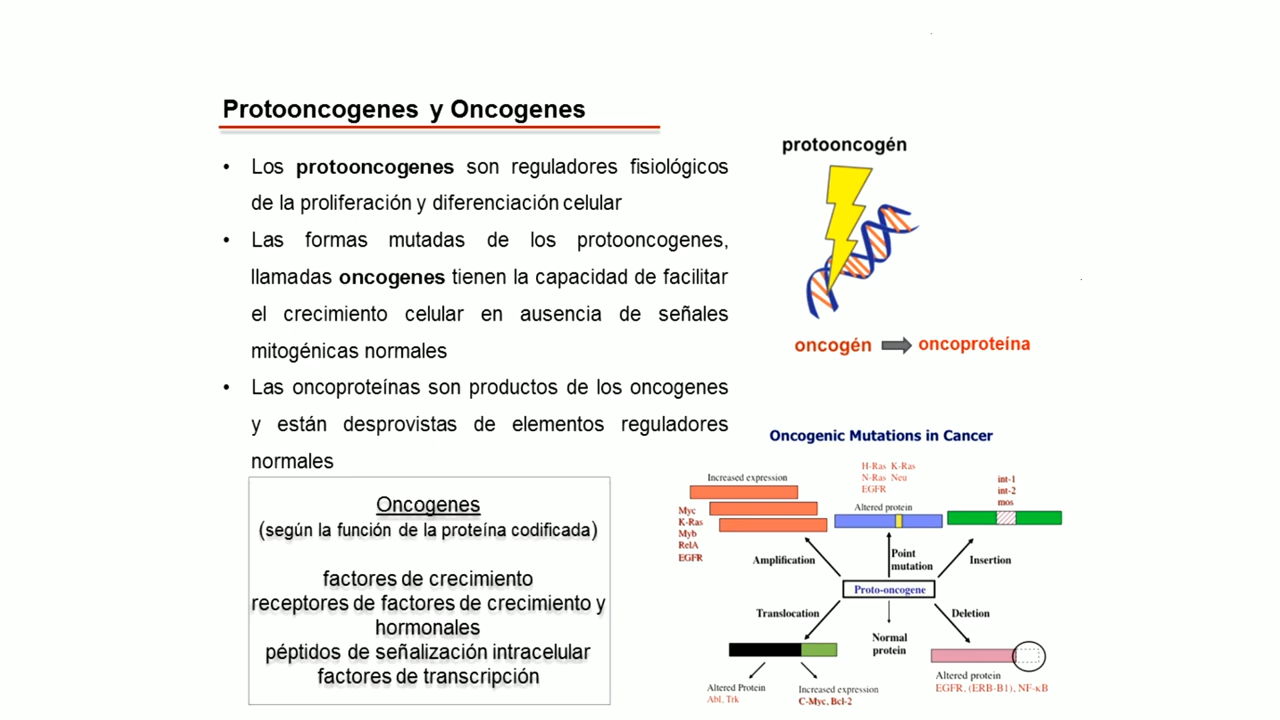 Protooncogenes y Oncogenes
• Los protooncogenes son reguladores fisiológicos
de la proliferación y diferenciación celular
• Las formas mutadas de los protooncogenes,
llamadas oncogenes tienen la capacidad de facilitar
el crecimiento celular en ausencia de señales
mitogénicas normales
• Las oncoproteínas son productos de los oncogenes
y están desprovistas de elementos reguladores
normales
Oncogenes
(según la función de la proteína codificada)
factores de crecimiento
receptores de factores de crecimiento y
hormonales
péptidos de señalización intracelular
factores de transcripción
protooncogén
oncogén
oncoproteína
Oncogenic Mutations in Cancer
Increased expression
Myc
K-Ras
Myb
RelA
EGFR
H-Ras K-Ras
N-Ras Neu
EGFR
Altered protein
int-1
int-2
mos
Amplification
Point
mutation
Insertion
Proto-oncogene
Translocation
Normal
protein
Deletion
Altered Protein
Abl, Trk
Increased expression
C-Myc, Bcl-2
Altered protein
EGFR, (ERB-B1), NF-κB